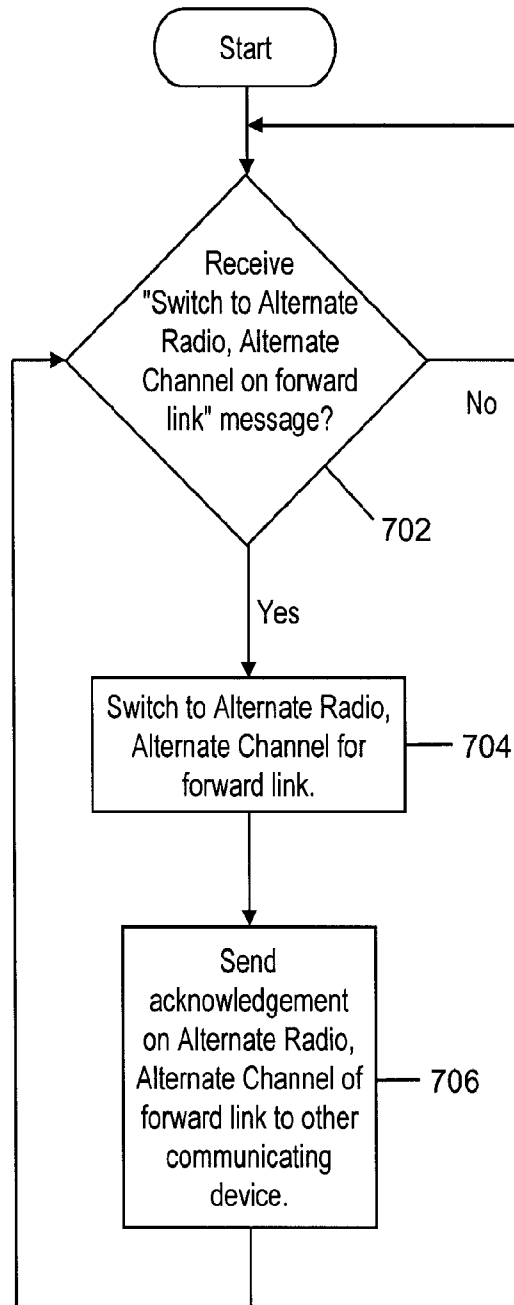 Start
Receive
"Switch to Alternate
Radio, Alternate
Channel on forward
link" message?
No
702
Yes
Switch to Alternate Radio,
Alternate Channel for
forward link.
704
Send
acknowledgement
on Alternate Radio,
Alternate Channel of
forward link to other
communicating
device.
706